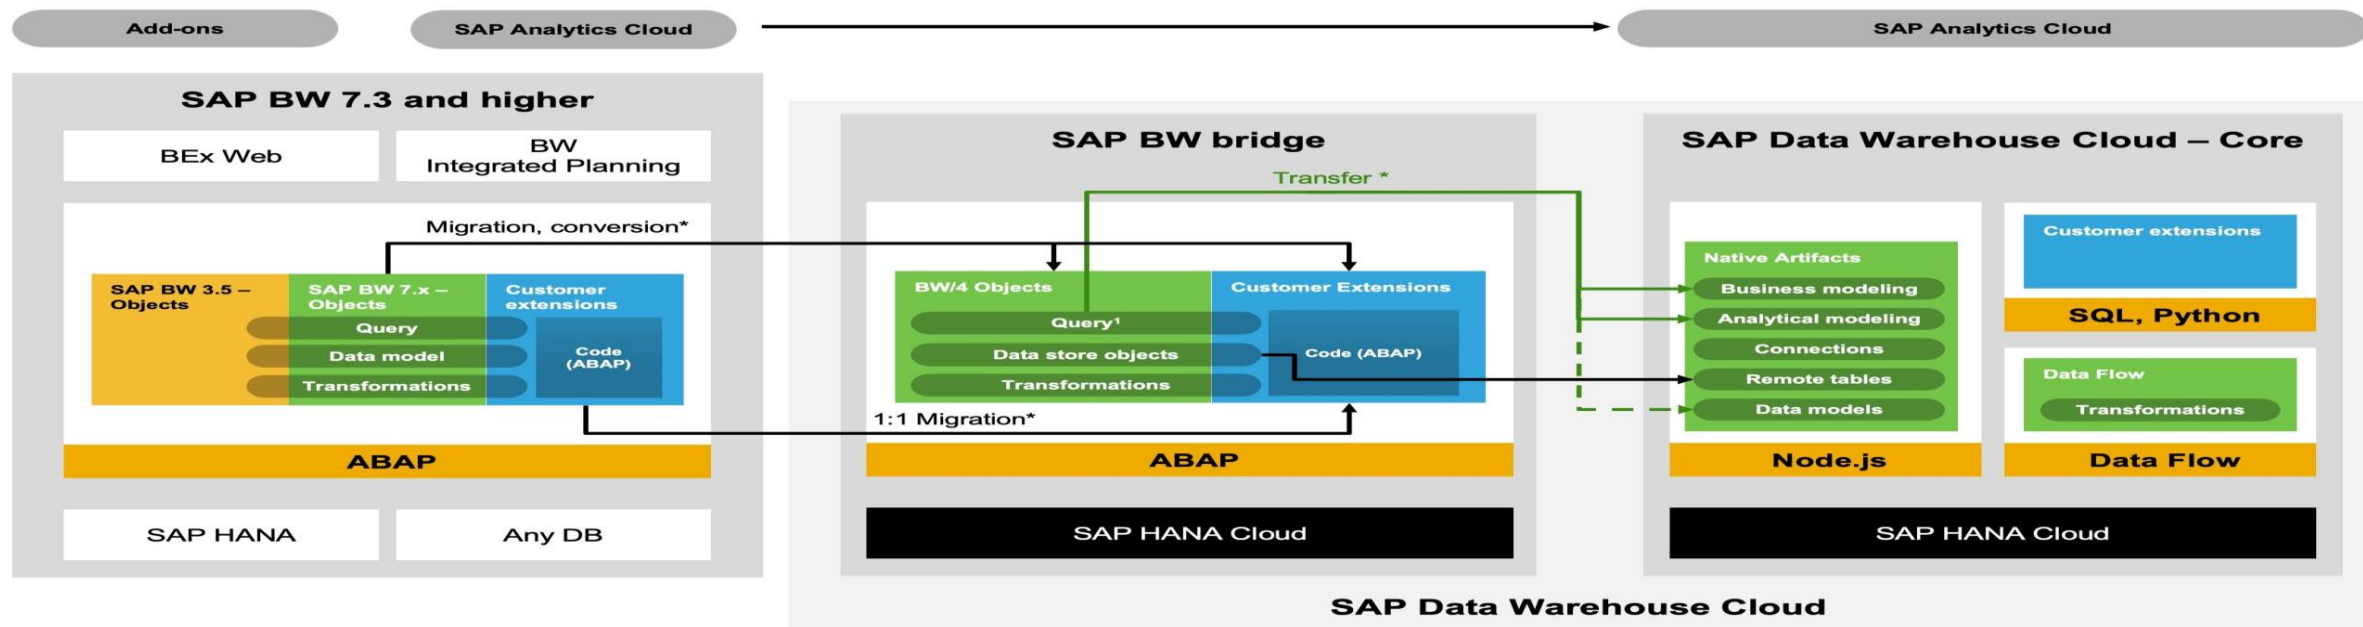 Add-ons
SAP Analytics Cloud
SAP Analytics Cloud
SAP BW 7.3 and higher
BEx Web
BW
Integrated Planning
Migration, conversion*
SAP BW 3.5 –
Objects
SAP BW 7.x –
Objects
Customer
extensions
Query
Data model
Transformations
Code
(ABAP)
ABAP
SAP HANA
Any DB
SAP BW bridge
Transfer *
BW/4 Objects
Customer Extensions
Query¹
Data store objects
Transformations
Code (ABAP)
1:1 Migration*
ABAP
SAP HANA Cloud
SAP Data Warehouse Cloud – Core
Native Artifacts
Business modeling
Analytical modeling
Connections
Remote tables
Data models
Node.js
Customer extensions
SQL, Python
Data Flow
Transformations
Data Flow
SAP HANA Cloud
SAP Data Warehouse Cloud